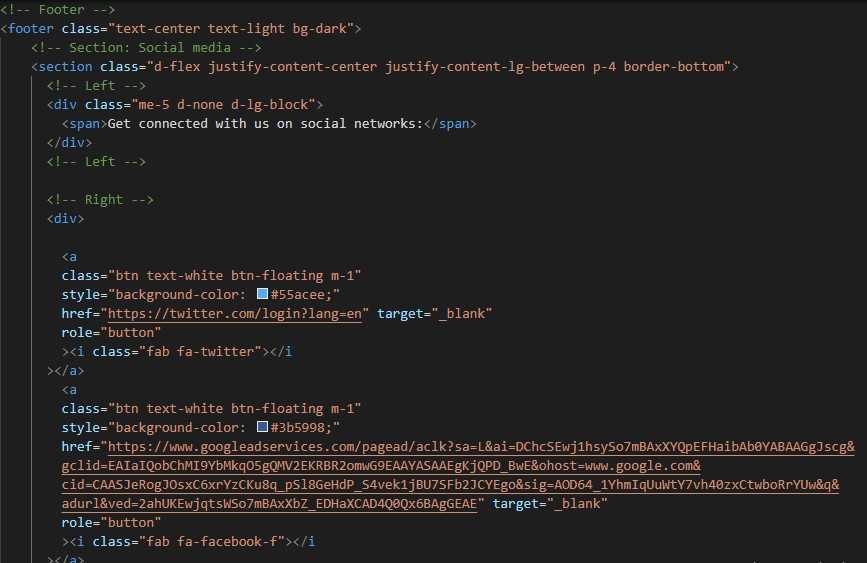 <!-- Footer -->
<footer class="text-center text-light bg-dark">
<!-- Section: Social media -->
<section class="d-flex justify-content-center justify-content-lg-between p-4 border-bottom">
<!-- Left -->
<div class="me-5 d-none d-lg-block">
<span>Get connected with us on social networks:</span>
</div>
<!-- Left -->
<!-- Right -->
<div>
<a
class="btn text-white btn-floating m-1"
style="background-color: #55acee;"
href="https://twitter.com/login?lang=en" target="_blank"
role="button"
><i class="fab fa-twitter"></i
></a>
<a
class="btn text-white btn-floating m-1"
style="background-color: #3b5998;"
href="https://www.googleadservices.com/pagead/aclk?sa=L&ai=DChcSEwj1hsySo7mBAxXYQpEFHaibAb0YABAAGgJscg&
gclid=EAIaIQobChMI9YbMkqO5gQMV2EKRBR2omwG9EAAYASAAEgKjQPD_BwE&ohost=www.google.com&
cid=CAASJeRogJOsxC6xrYzCKu8q_pSl8GeHdP_S4vek1jBU7SFb2JCYEgo&sig=AOD64_1YhmIqUuWtY7vh40zxCtwboRrYUw&q&
adurl&ved=2ahUKEwjqtsWSo7mBAxXbZ_EDHaXCAD4Q0Qx6BAgGEAE" target="_blank"
role="button"
><i class="fab fa-facebook-f"></i
></a>